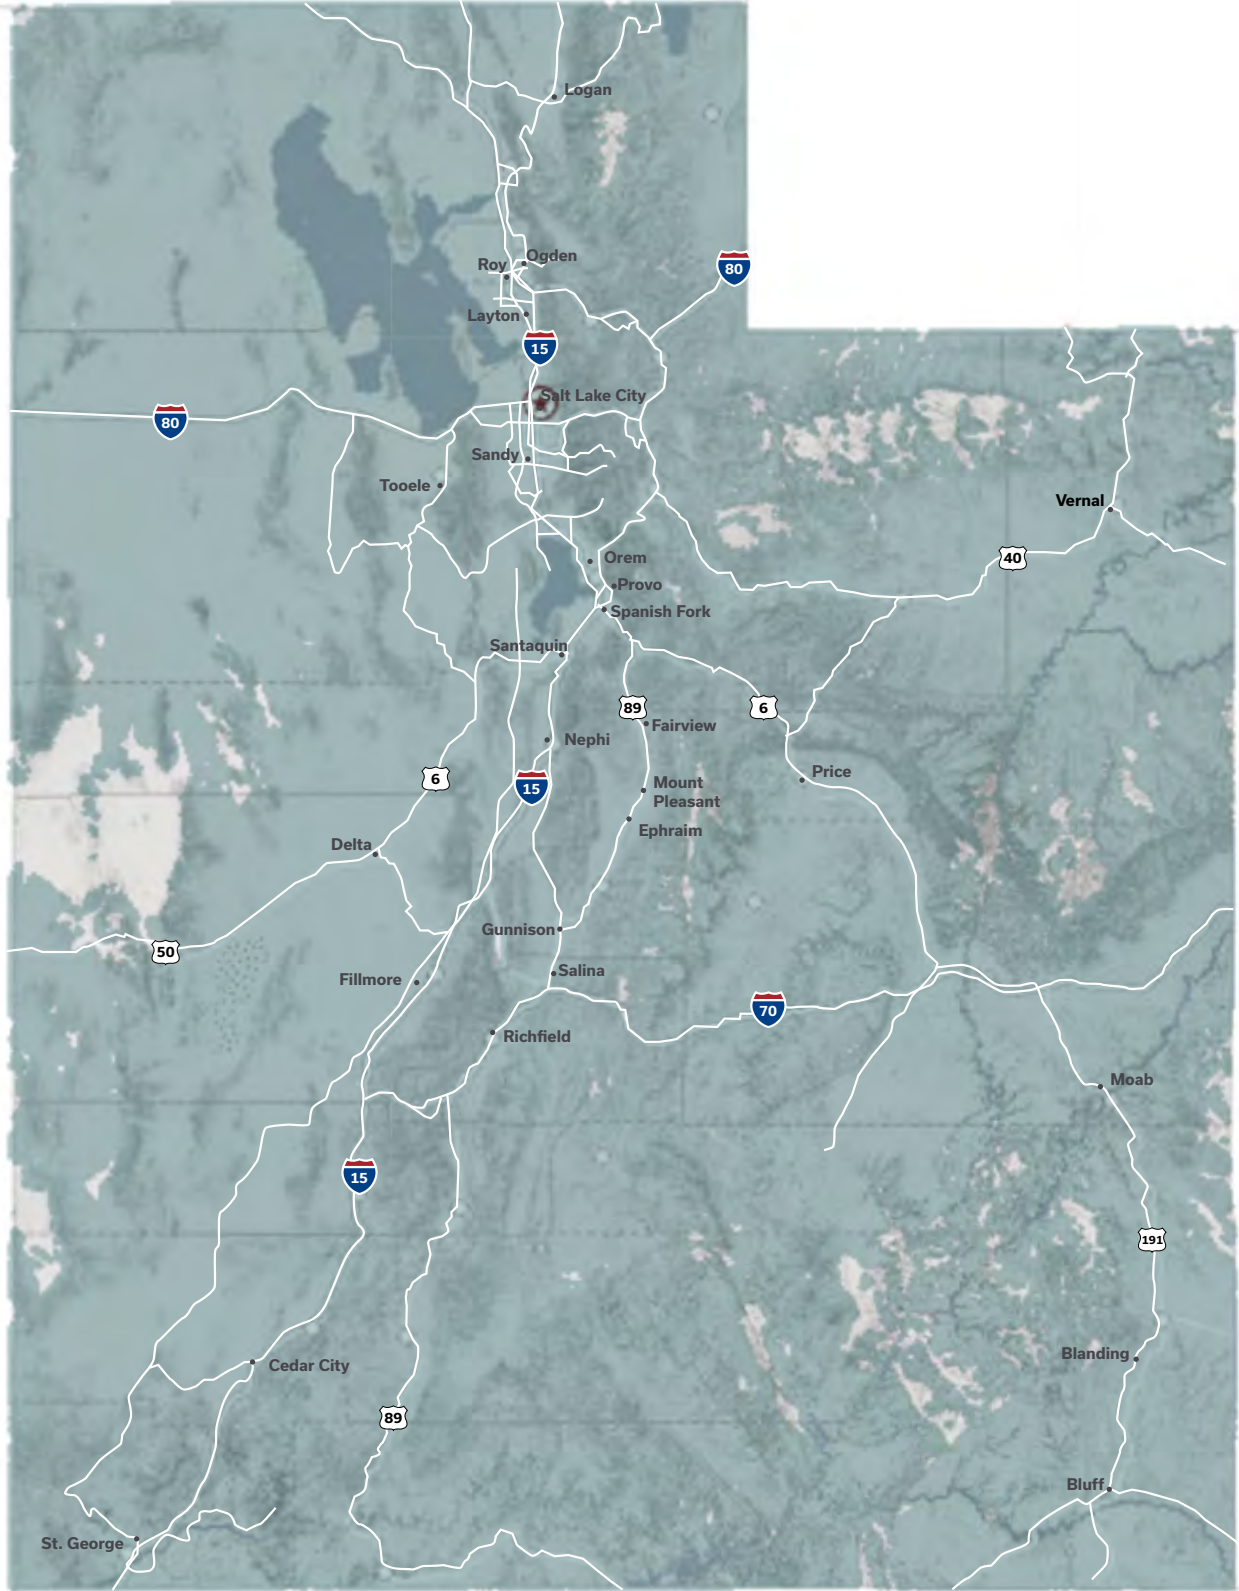 Logan
Ogden
Roy
80
Layton
15
Salt Lake City
80
Sandy
Tooele
Vernal
40
Orem
Provo
Spanish Fork
Santaquin
89
6
Fairview
Nephi
6
15
Price
Mount
Pleasant
Ephraim
Delta
Gunnison
50
Salina
Fillmore
70
Richfield
Moab
15
191
Blanding
Cedar City
89
Bluff
St. George